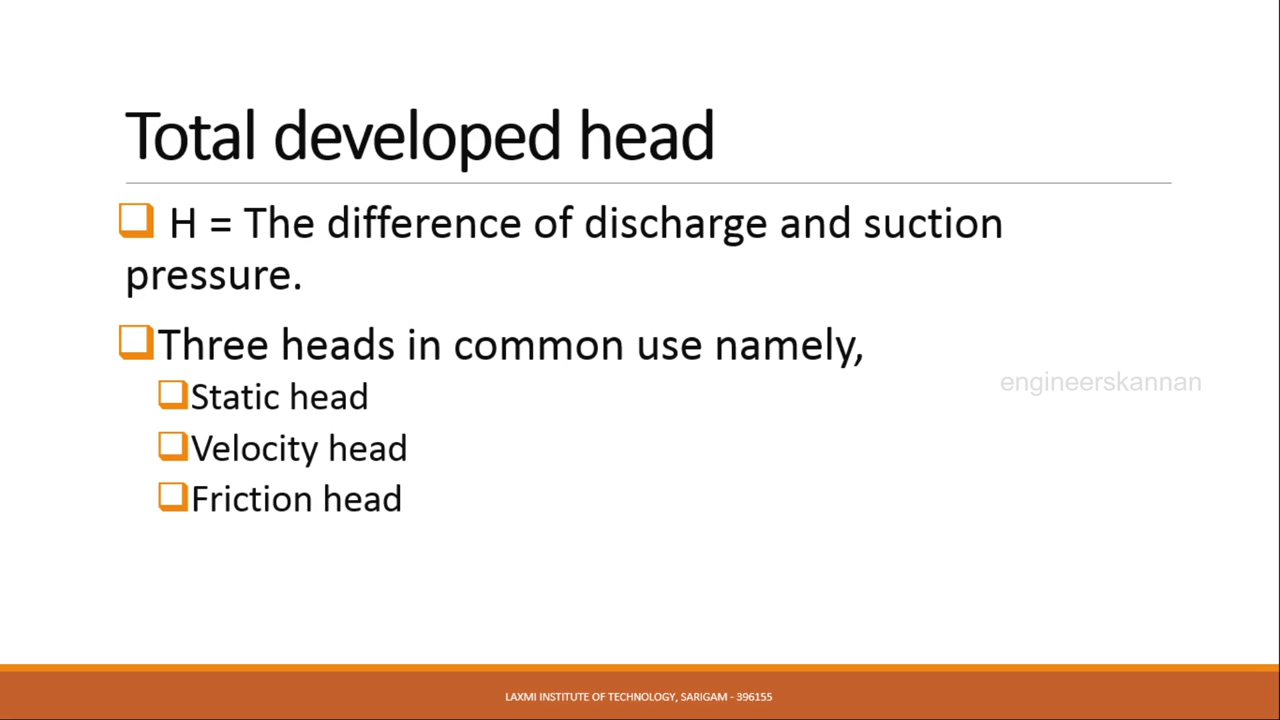 Total developed head
H = The difference of discharge and suction
pressure.
Three heads in common use namely,
Static head
engineerskannan
Velocity head
Friction head
LAXMI INSTITUTE OF TECHNOLOGY, SARIGAM - 396155